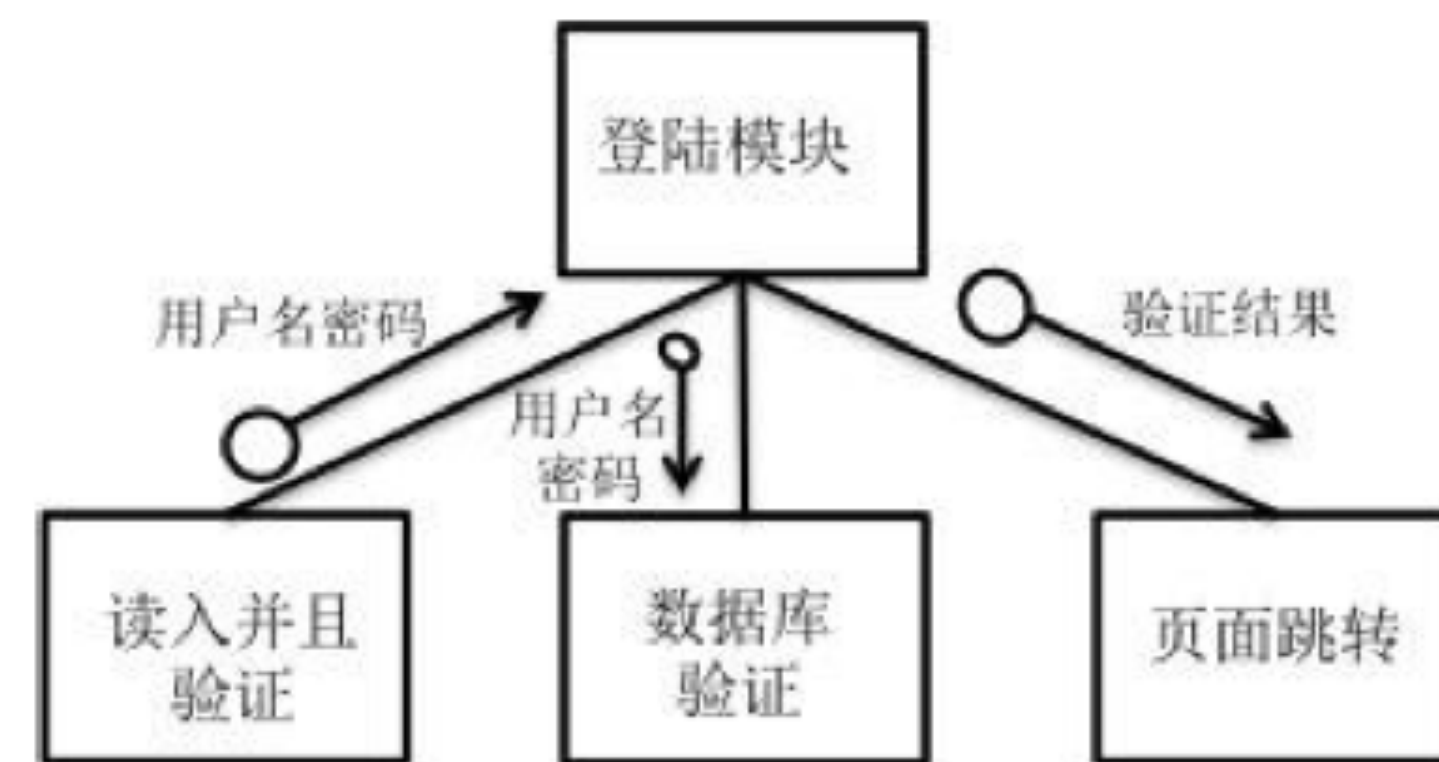 登陆模块
用户名密码
验证结果
用户名
密码
读入并且
验证
数据库
验证
页面跳转